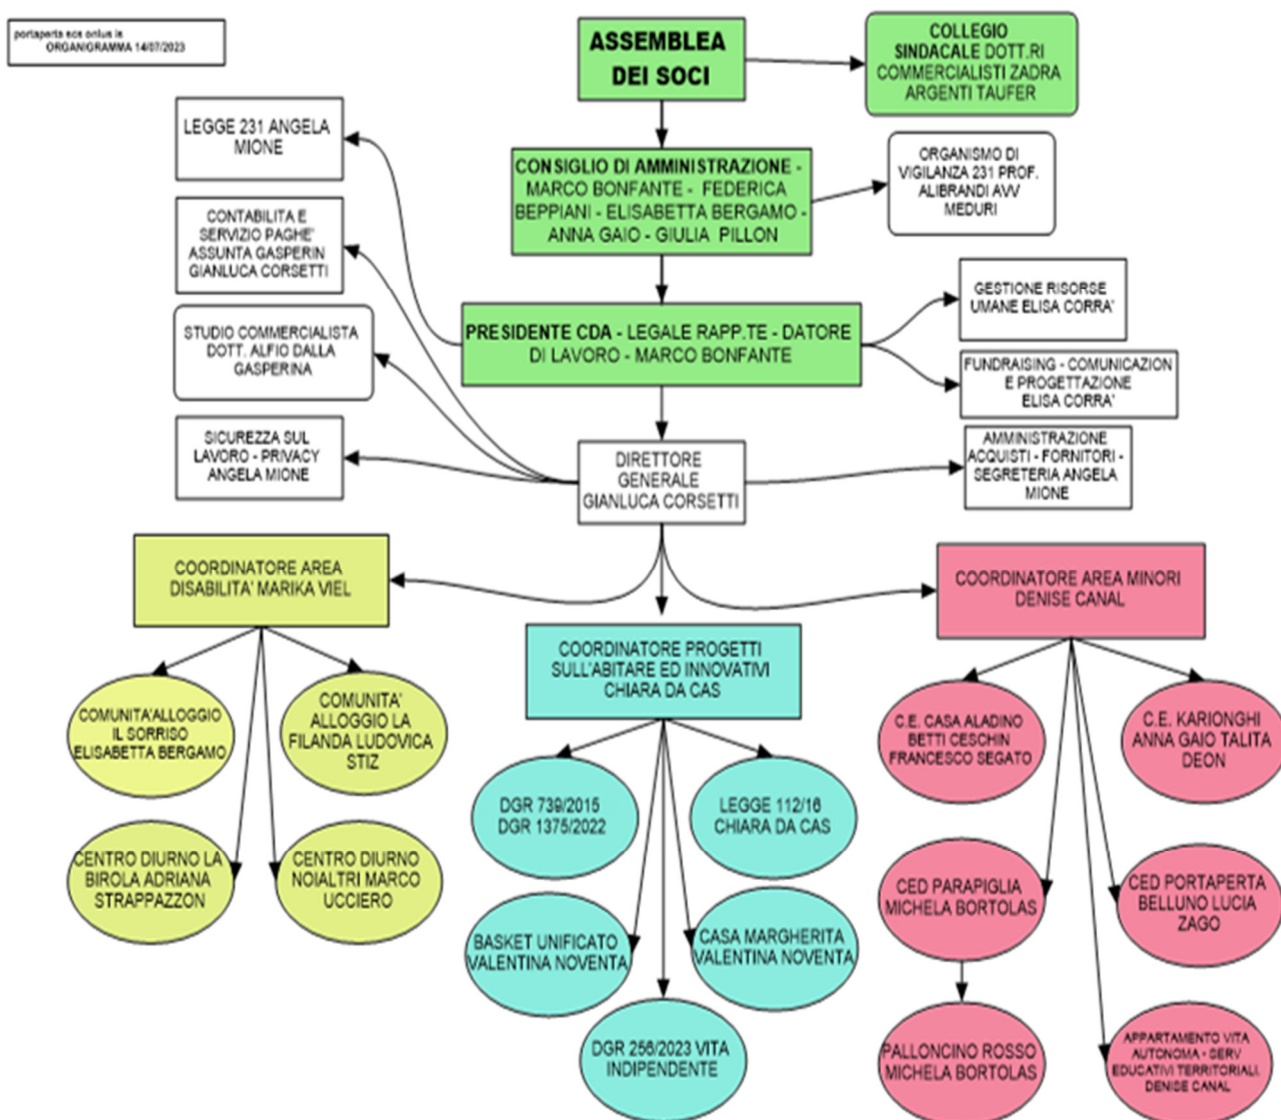 portaperta scs onlus is
ORGANIGRAMMA 14/07/2023
ASSEMBLEA
DEI SOCI
COLLEGIO
SINDACALE DOTT.RI
COMMERCIALISTI ZADRA
ARGENTI TAUFER
LEGGE 231 ANGELA
MIONE
CONSIGLIO DI AMMINISTRAZIONE -
MARCO BONFANTE - FEDERICA
BEPPIANI - ELISABETTA BERGAMO -
ANNA GAIO - GIULIA PILLON
ORGANISMO DI
VIGILANZA 231 PROF.
ALIBRANDI AVV
MEDURI
CONTABILITA E
SERVIZIO PAGHE'
ASSUNTA GASPERIN
GIANLUCA CORSETTI
GESTIONE RISORSE
UMANE ELISA CORRA'
STUDIO COMMERCIALISTA
DOTT. ALFIO DALLA
GASPERINA
PRESIDENTE CDA - LEGALE RAPP.TE - DATORE
DI LAVORO - MARCO BONFANTE
FUNDRAISING - COMUNICAZION
E PROGETTAZIONE
ELISA CORRA'
SICUREZZA SUL
LAVORO - PRIVACY
ANGELA MIONE
DIRETTORE
GENERALE
GIANLUCA CORSETTI
AMMINISTRAZIONE
ACQUISTI - FORNITORI -
SEGRETERIA ANGELA
MIONE
COORDINATORE AREA
DISABILITA' MARIKA VIEL
COORDINATORE PROGETTI
SULL'ABITARE ED INNOVATIVI
CHIARA DA CAS
COORDINATORE AREA MINORI
DENISE CANAL
COMUNITA'ALLOGGIO
IL SORRISO
ELISABETTA BERGAMO
COMUNITA'
ALLOGGIO LA
FILANDA LUDOVICA
STIZ
CENTRO DIURNO LA
BIROLA ADRIANA
STRAPPAZZON
CENTRO DIURNO
NOIALTRI MARCO
UCCIERO
DGR 739/2015
DGR 1375/2022
LEGGE 112/16
CHIARA DA CAS
BASKET UNIFICATO
VALENTINA NOVENTA
CASA MARGHERITA
VALENTINA NOVENTA
DGR 256/2023 VITA
INDIPENDENTE
C.E. CASA ALADINO
BETTI CESCHIN
FRANCESCO SEGATO
C.E. KARIONGHI
ANNA GAIO TALITA
DEON
CED PARAPIGLIA
MICHELA BORTOLAS
CED PORTAPERTA
BELLUNO LUCIA
ZAGO
PALLONCINO ROSSO
MICHELA BORTOLAS
APPARTAMENTO VITA
AUTONOMA - SERV
EDUCATIVI TERRITORIALI.
DENISE CANAL